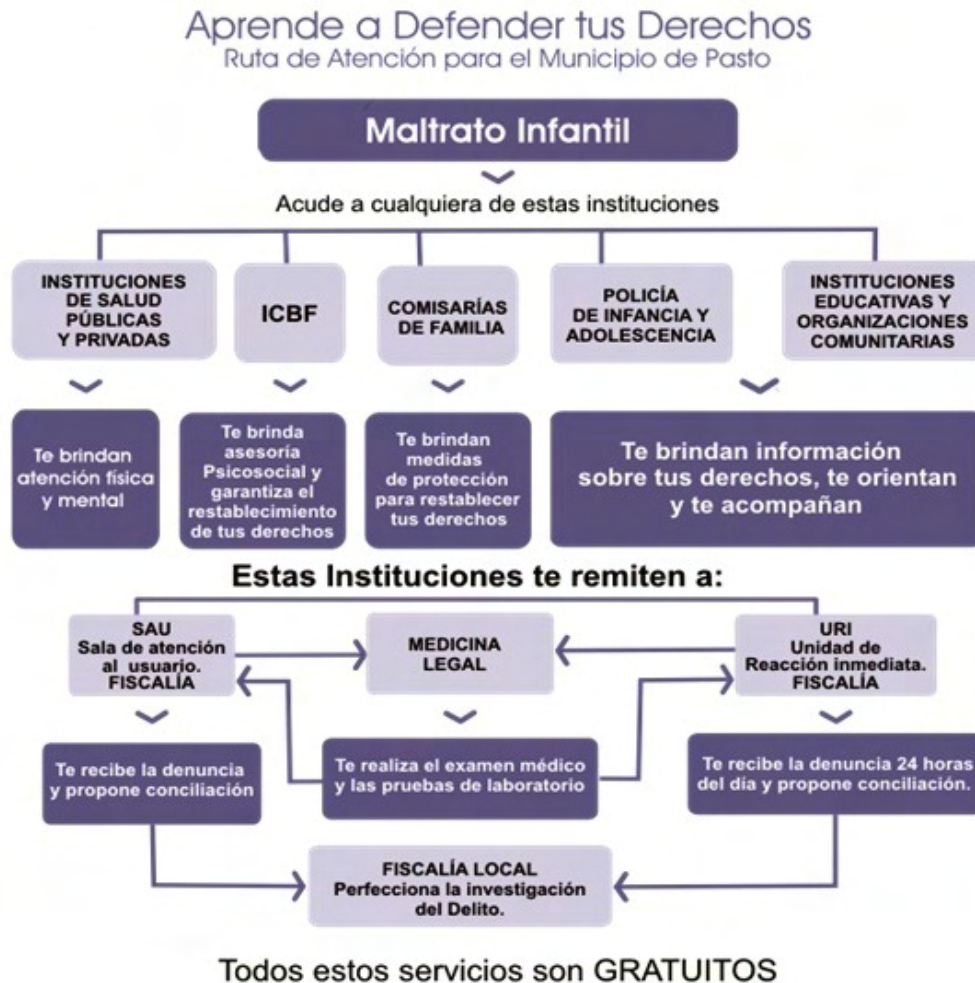 Aprende a Defender tus Derechos
Ruta de Atención para el Municipio de Pasto
Maltrato Infantil
Acude a cualquiera de estas instituciones
INSTITUCIONES
DE SALUD
PÚBLICAS
Y PRIVADAS
ICBF
COMISARÍAS
DE FAMILIA
POLICÍA
DE INFANCIA Y
ADOLESCENCIA
INSTITUCIONES
EDUCATIVAS Y
ORGANIZACIONES
COMUNITARIAS
Te brindan
atención física
y mental
Te brinda
asesoría
Psicosocial y
garantiza el
restablecimiento
de tus derechos
Te brindan
medidas
de protección
para restablecer
tus derechos
Te brindan información
sobre tus derechos, te orientan
y te acompañan
Estas Instituciones te remiten a:
SAU
Sala de atención
al usuario.
FISCALÍA
MEDICINA
LEGAL
URI
Unidad de
Reacción inmediata.
FISCALÍA
Te recibe la denuncia
y propone conciliación
Te realiza el examen médico
y las pruebas de laboratorio
Te recibe la denuncia 24 horas
del día y propone conciliación.
FISCALÍA LOCAL
Perfecciona la investigación
del Delito.
Todos estos servicios son GRATUITOS